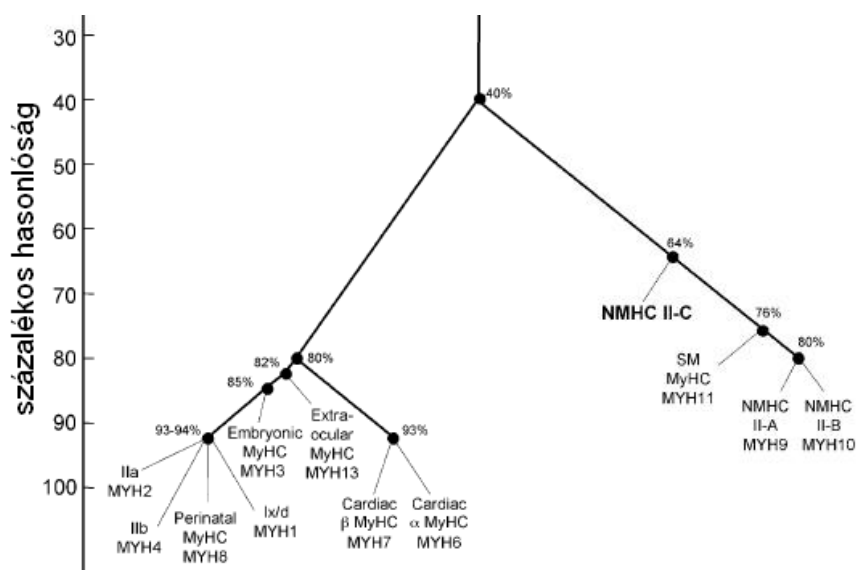 százalékos hasonlóság
30
40
50
60
70
80
90
100
40%
64%
NMHC II-C
76%
SM
MyHC
MYH11
80%
NMHC
II-A
MYH9
NMHC
II-B
MYH10
80%
82%
85%
93-94%
93%
Extra-
ocular
MyHC
MYH13
Embryonic
MyHC
MYH3
IIa
MYH2
IIb
MYH4
Perinatal
MyHC
MYH8
Ix/d
MYH1
Cardiac
β MyHC
MYH7
Cardiac
α MyHC
MYH6